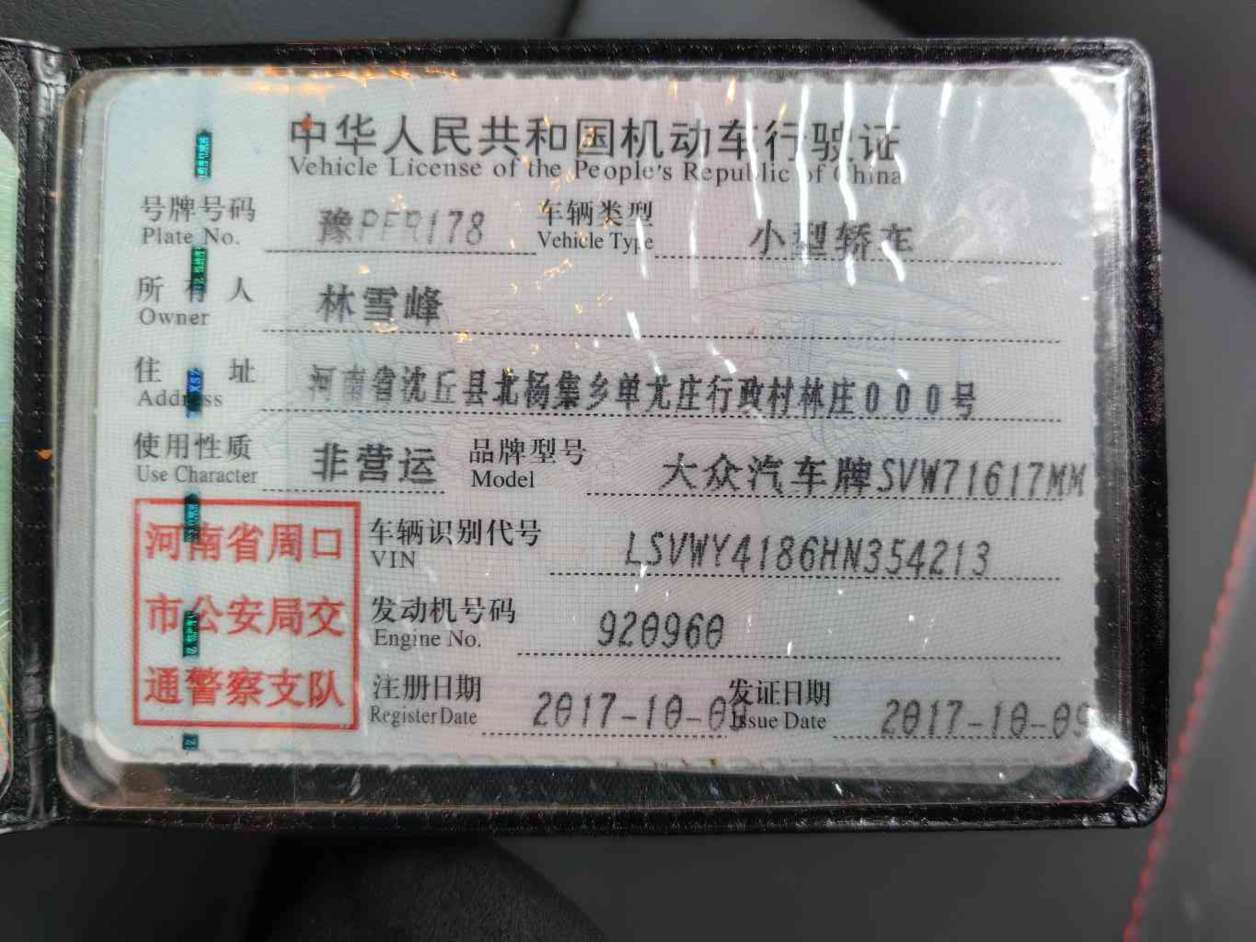 中华人民共和国机动车行驶证
Vehicle License of the People's Republic of China
号牌号码 车辆类型 小型轿车
Plate No. Vehicle Type
所有人 林雪峰
Owner
住址 河南省沈丘县北杨集乡单尤庄行政村林庄000号
Address
使用性质 非营运 品牌型号 大众汽车牌SVW71617MM
Use Character Model
河南省周口 车辆识别代号 LSVWY4186HN354213
VIN
市公安局交 发动机号码 920960
Engine No.
通警察支队 注册日期 2017-10-09 发证日期 2017-10-09
Register Date Issue Date